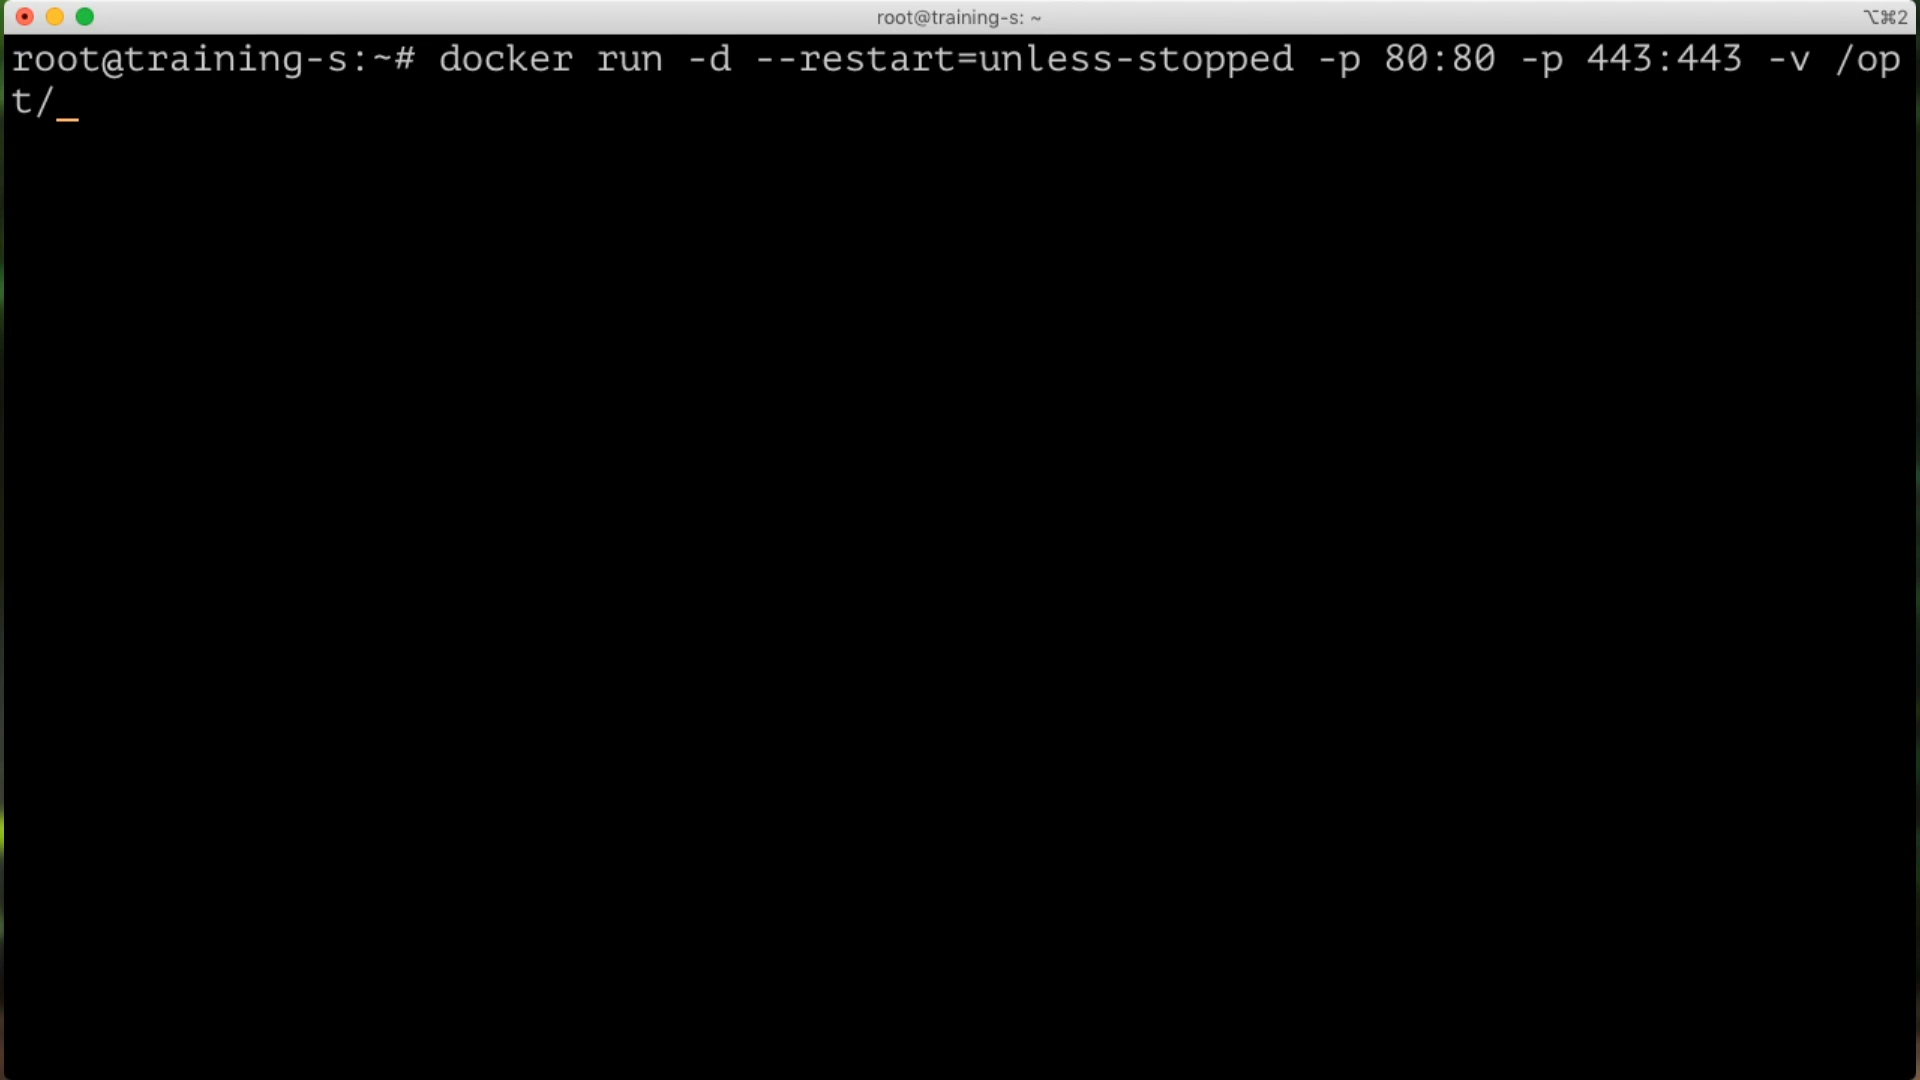 root@training-s: ~
⌥⌘2
root@training-s:~# docker run -d --restart=unless-stopped -p 80:80 -p 443:443 -v /op
t/_